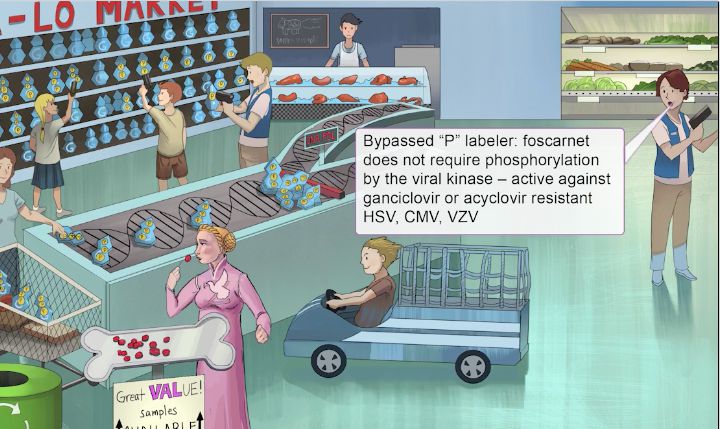 -LO MARKET
Bypassed “P” labeler: foscarnet
does not require phosphorylation
by the viral kinase – active against
ganciclovir or acyclovir resistant
HSV, CMV, VZV
Great VALUE!
samples
AVAILABLE!